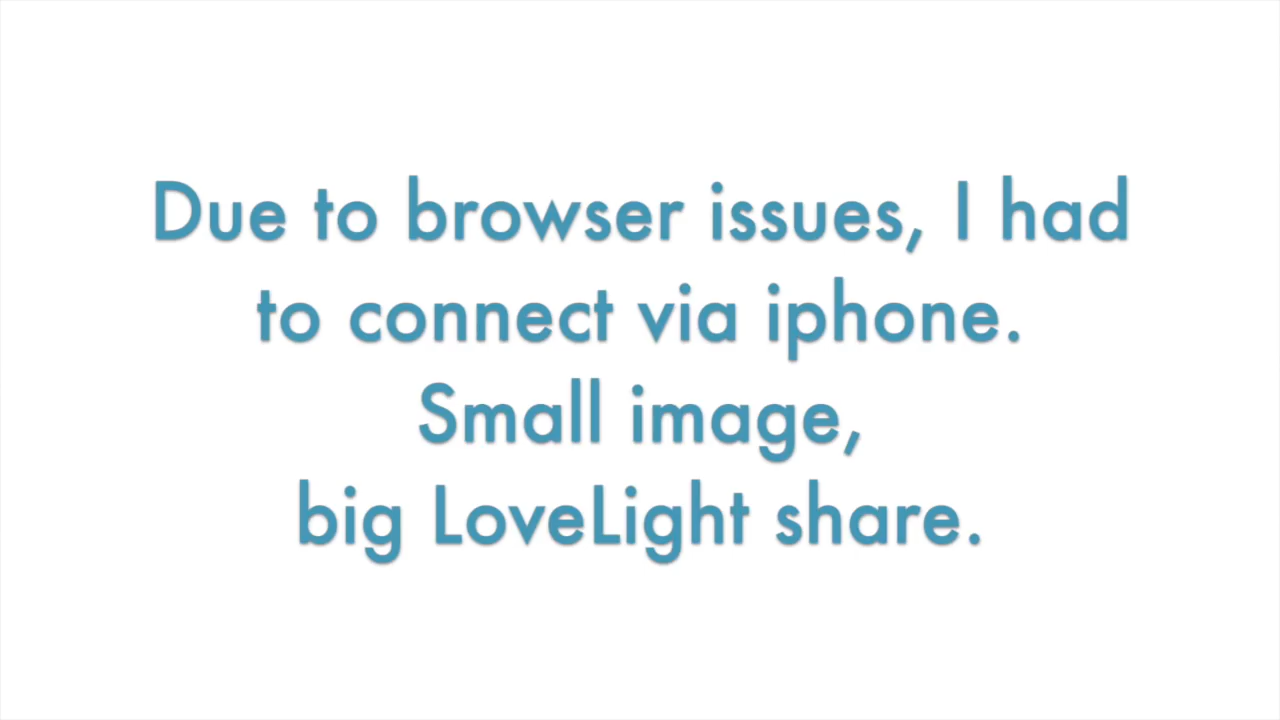 Due to browser issues, I had
to connect via iphone.
Small image,
big LoveLight share.